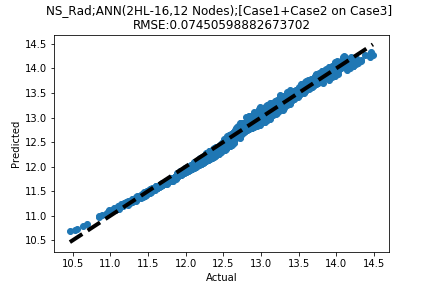 NS_Rad;ANN(2HL-16,12 Nodes);[Case1+Case2 on Case3]
RMSE:0.07450598882673702
14.5
14.0
13.5
13.0
12.5
12.0
11.5
11.0
10.5
Predicted
10.5 11.0 11.5 12.0 12.5 13.0 13.5 14.0 14.5
Actual